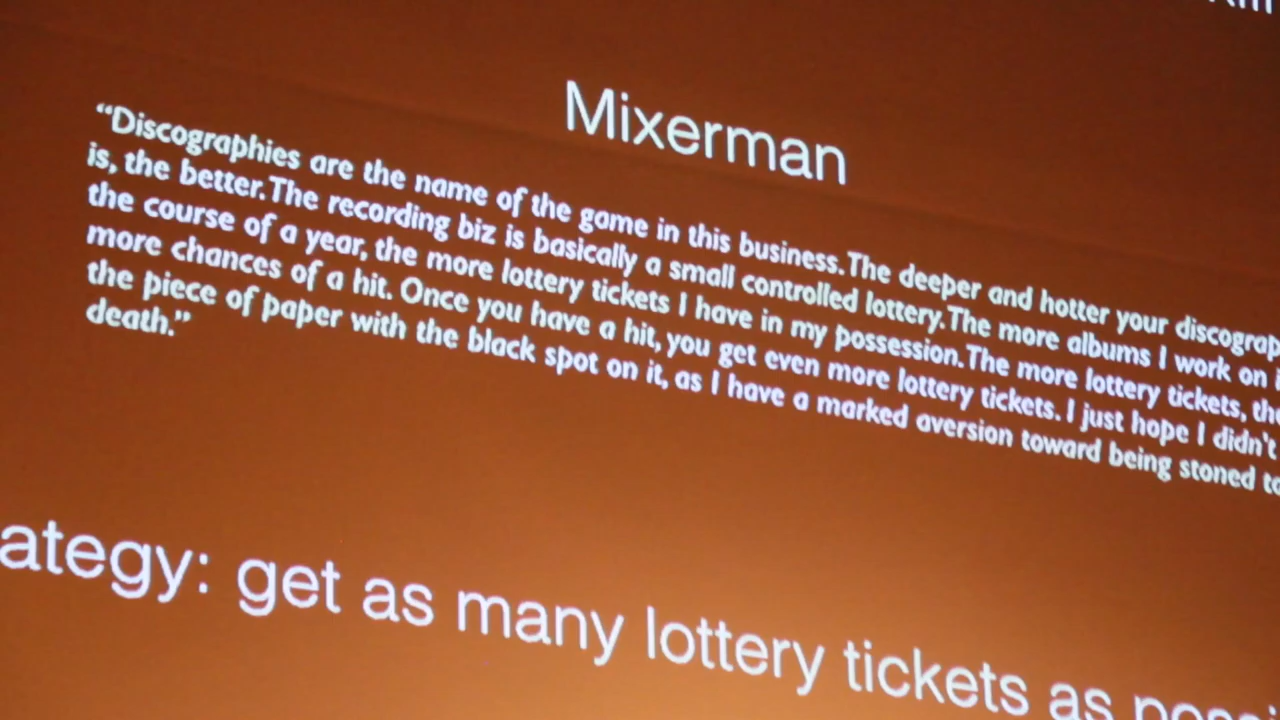 Mixerman
“Discographies are the name of the game in this business. The deeper and hotter your
is, the better. The recording biz is basically a small controlled lottery. The more albums I work on
the course of a year, the more lottery tickets I have in my possession. The more lottery tickets,
more chances of a hit. Once you have a hit, you get even more lottery tickets. I just hope I didn't
the piece of paper with the black spot on it, as I have a marked aversion toward being stoned
death.”
get as many lottery tickets as